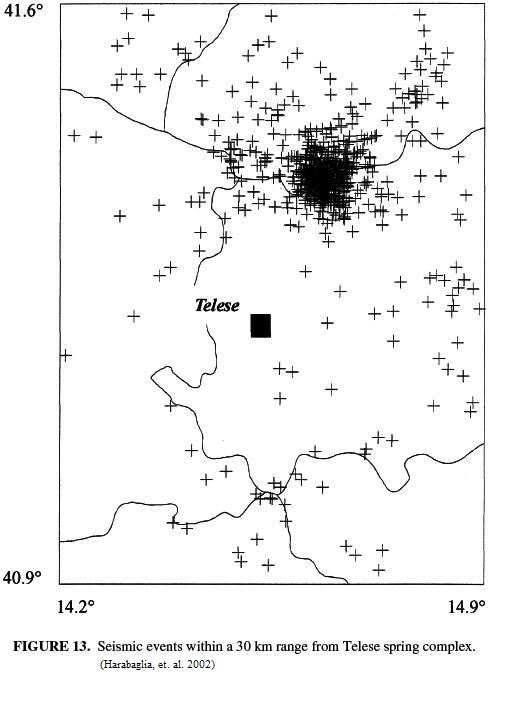 41.6°
Telese
40.9°
14.2°
14.9°
FIGURE 13. Seismic events within a 30 km range from Telese spring complex.
(Harabaglia, et. al. 2002)